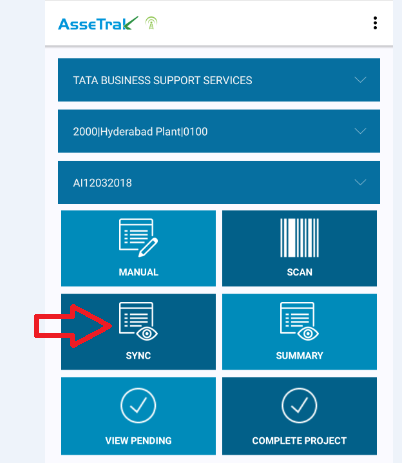 AsseTrak
TATA BUSINESS SUPPORT SERVICES
2000|Hyderabad Plant|0100
AI12032018
MANUAL
SCAN
SYNC
SUMMARY
VIEW PENDING
COMPLETE PROJECT